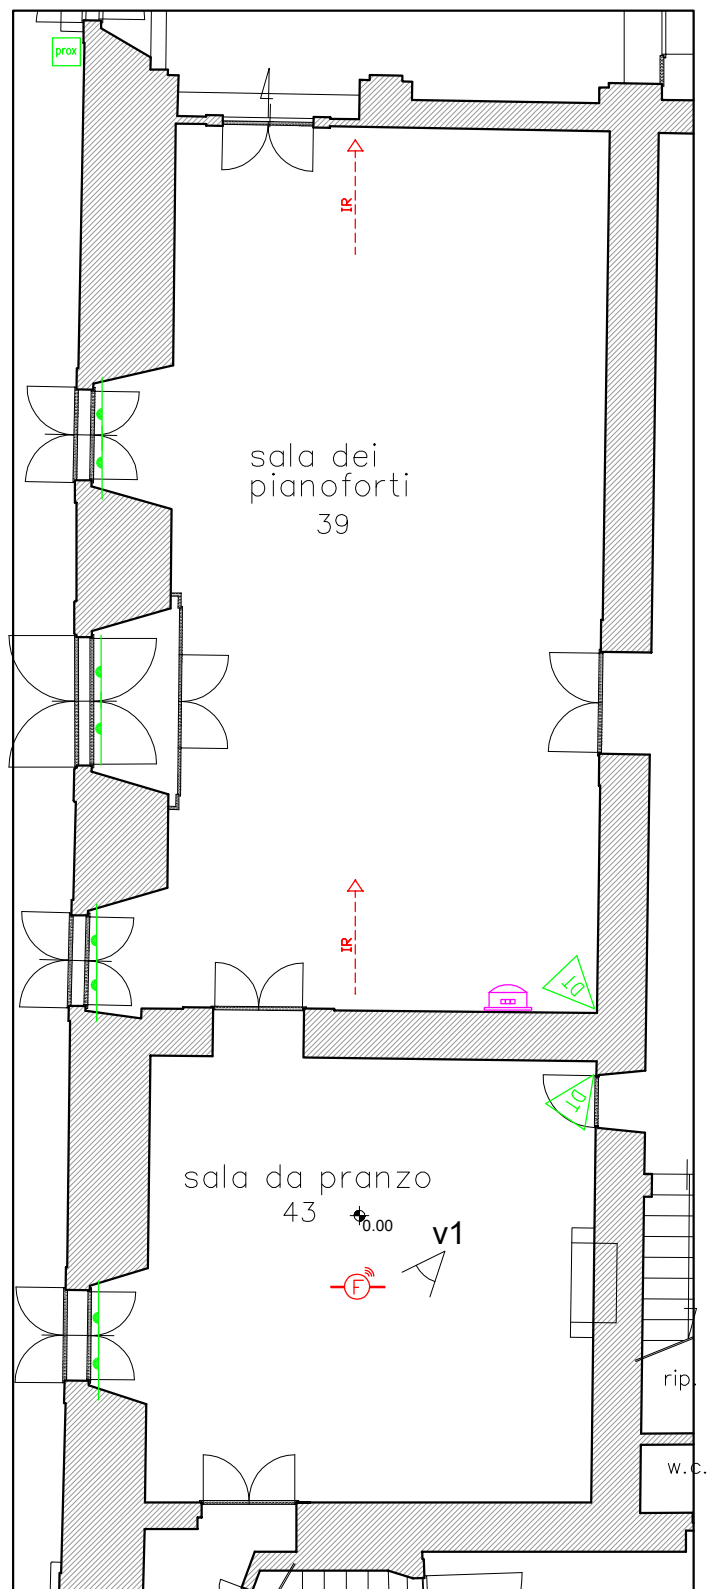 prox
IR
sala dei
pianoforti
39
IR
DT
DT
sala da pranzo
43
0.00
v1
F
rip.
w.c.